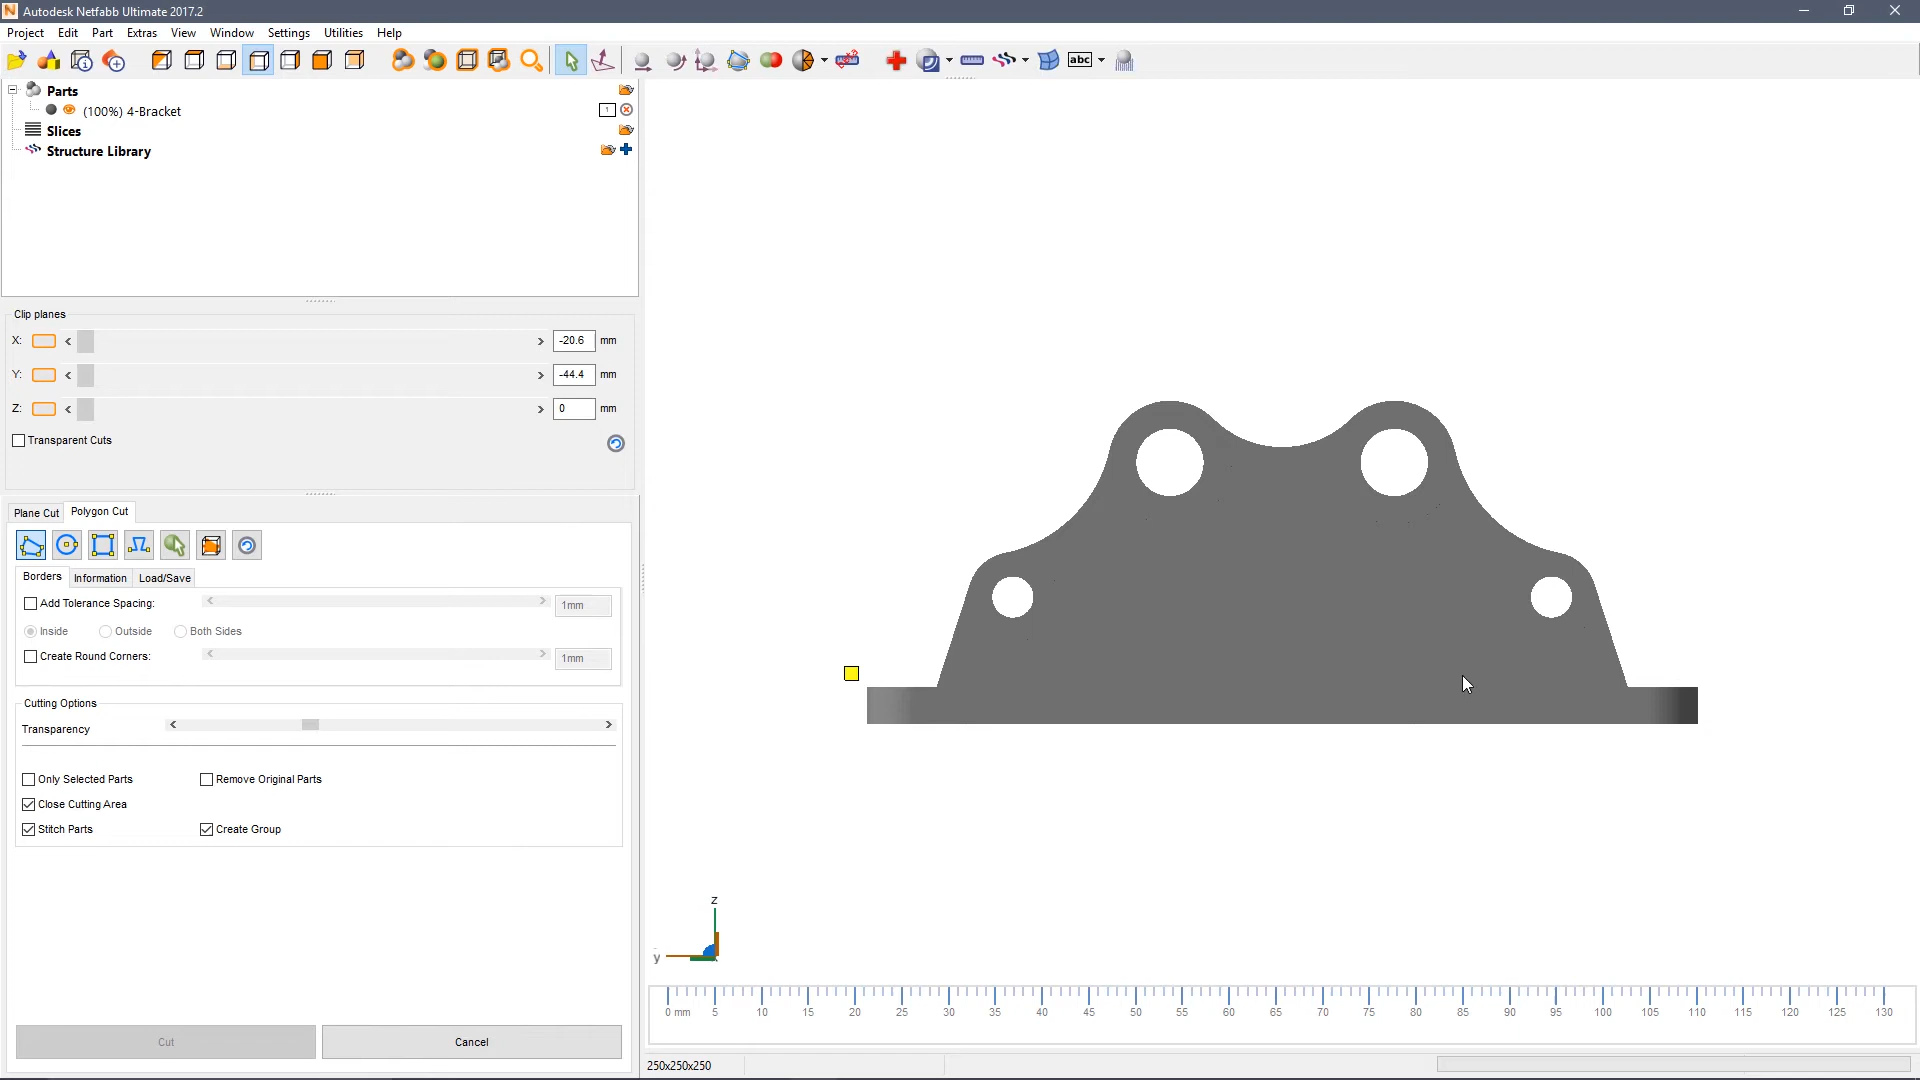 Autodesk Netfabb Ultimate 2017.2
Project Edit Part Extras View Window Settings Utilities Help
abc
Parts
(100%) 4-Bracket
1
Slices
Structure Library
Clip planes
X: -20.6 mm
Y: -44.4 mm
Z: 0 mm
Transparent Cuts
Plane Cut Polygon Cut
Borders Information Load/Save
Add Tolerance Spacing: 1mm
Inside Outside Both Sides
Create Round Corners: 1mm
Cutting Options
Transparency
Only Selected Parts Remove Original Parts
Close Cutting Area
Stitch Parts Create Group
Cut Cancel
z
y
0 mm 5 10 15 20 25 30 35 40 45 50 55 60 65 70 75 80 85 90 95 100 105 110 115 120 125 130
250x250x250